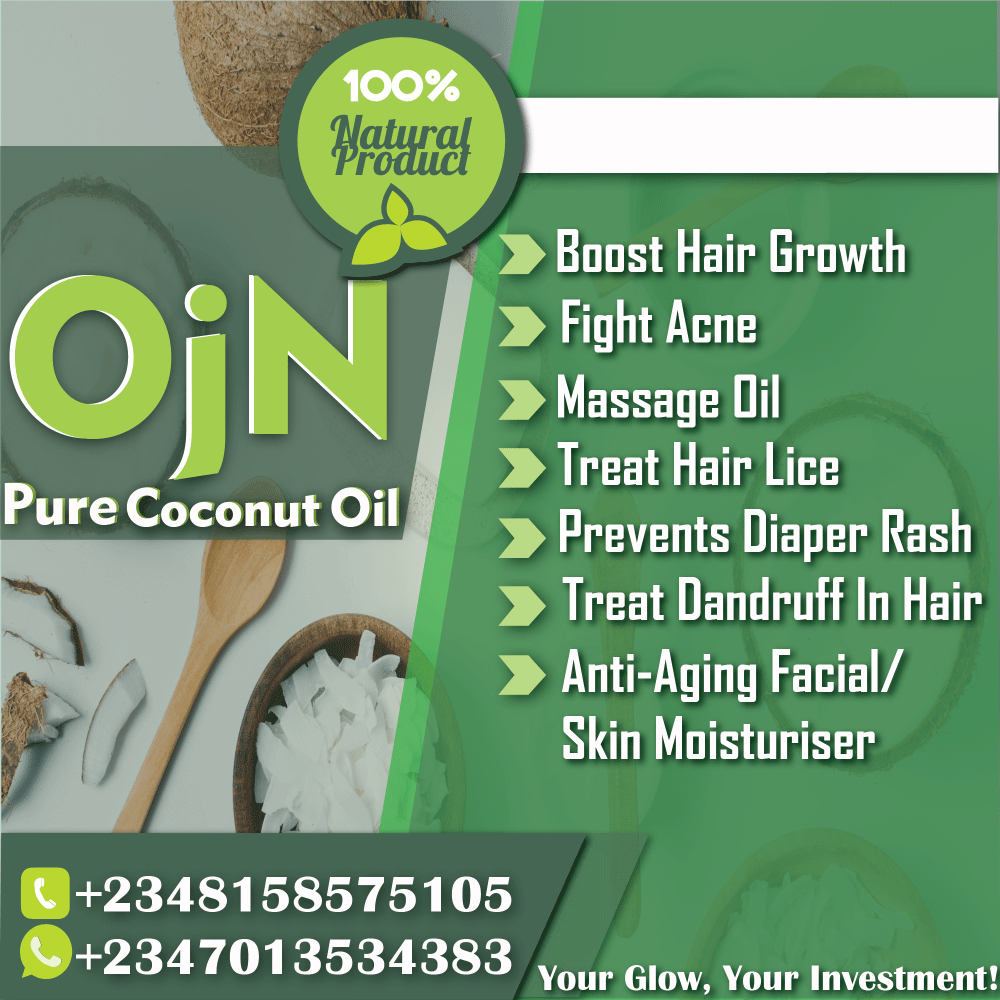 100%
Natural
Product
OjN
Pure Coconut Oil
Boost Hair Growth
Fight Acne
Massage Oil
Treat Hair Lice
Prevents Diaper Rash
Treat Dandruff In Hair
Anti-Aging Facial/
Skin Moisturiser
+2348158575105
+2347013534383
Your Glow, Your Investment!